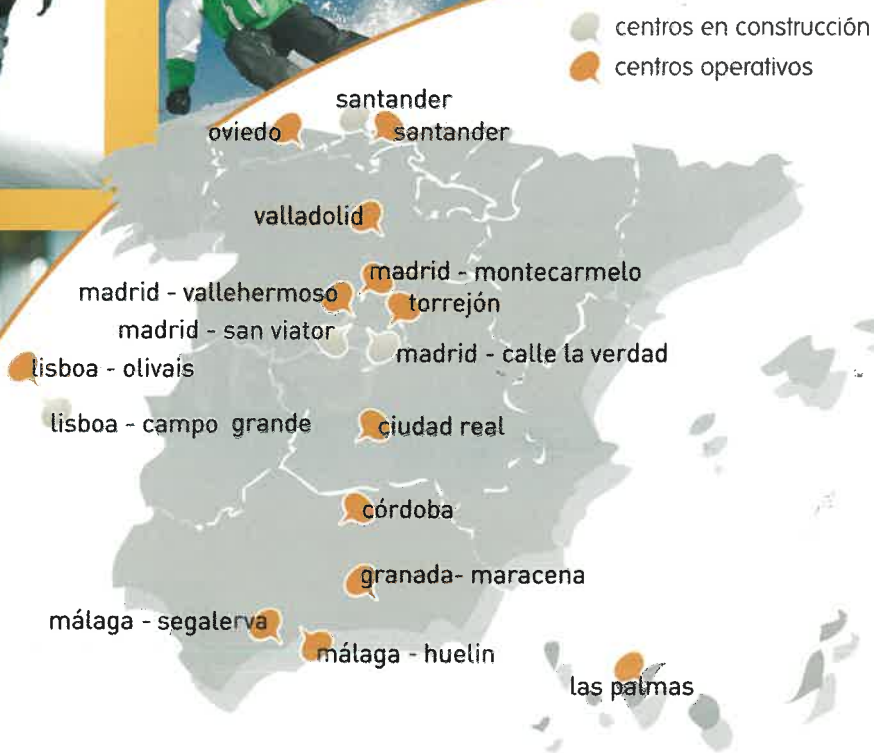 centros en construcción
centros operativos
santander
oviedo
santander
valladolid
madrid - montecarmelo
madrid - vallehermoso
torrejón
madrid - san viator
madrid - calle la verdad
lisboa - olivais
lisboa - campo grande
ciudad real
córdoba
granada- maracena
málaga - segalerva
málaga - huelin
las palmas